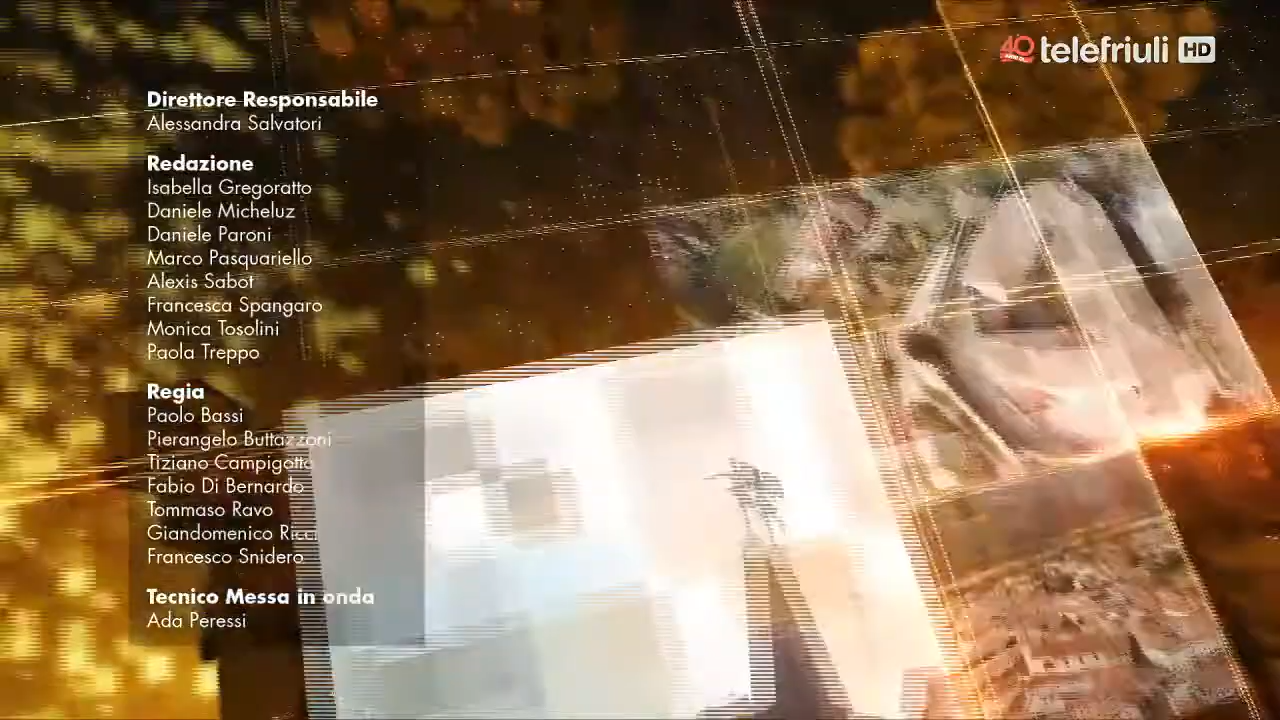 40 telefriuli HD
Direttore Responsabile
Alessandra Salvatori
Redazione
Isabella Gregoratto
Daniele Micheluz
Daniele Paroni
Marco Pasquariello
Alexis Sabot
Francesca Spangaro
Monica Tosolini
Paola Treppo
Regia
Paolo Bassi
Pierangelo Buttazzoni
Tiziano Campigotto
Fabio Di Bernardo
Tommaso Ravo
Giandomenico Ricci
Francesco Snidero
Tecnico Messa in onda
Ada Peressi